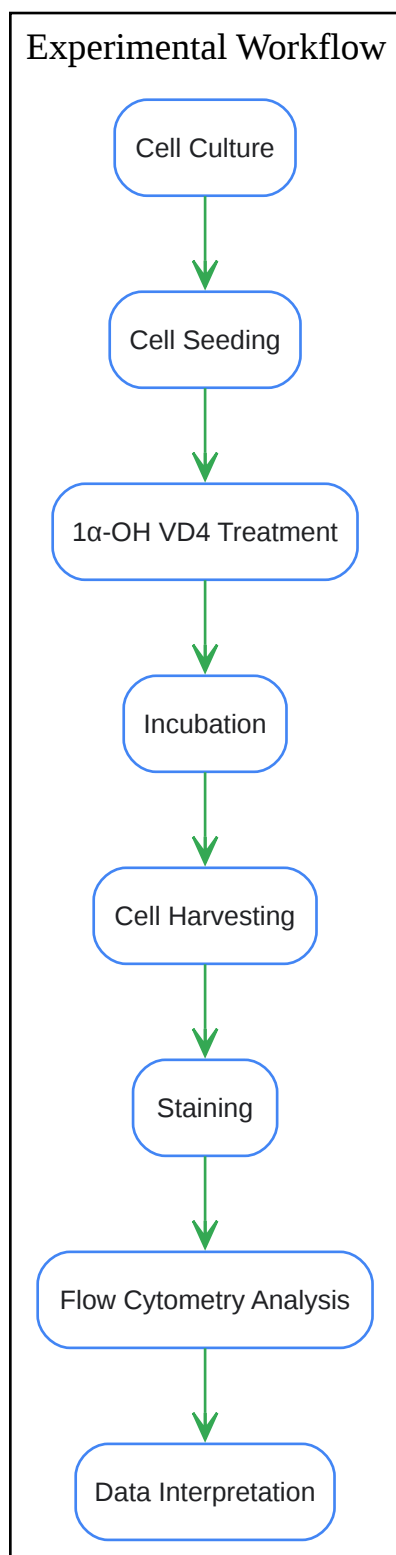 Experimental Workflow
Cell Culture
Cell Seeding
1α-OH VD4 Treatment
Incubation
Cell Harvesting
Staining
Flow Cytometry Analysis
Data Interpretation